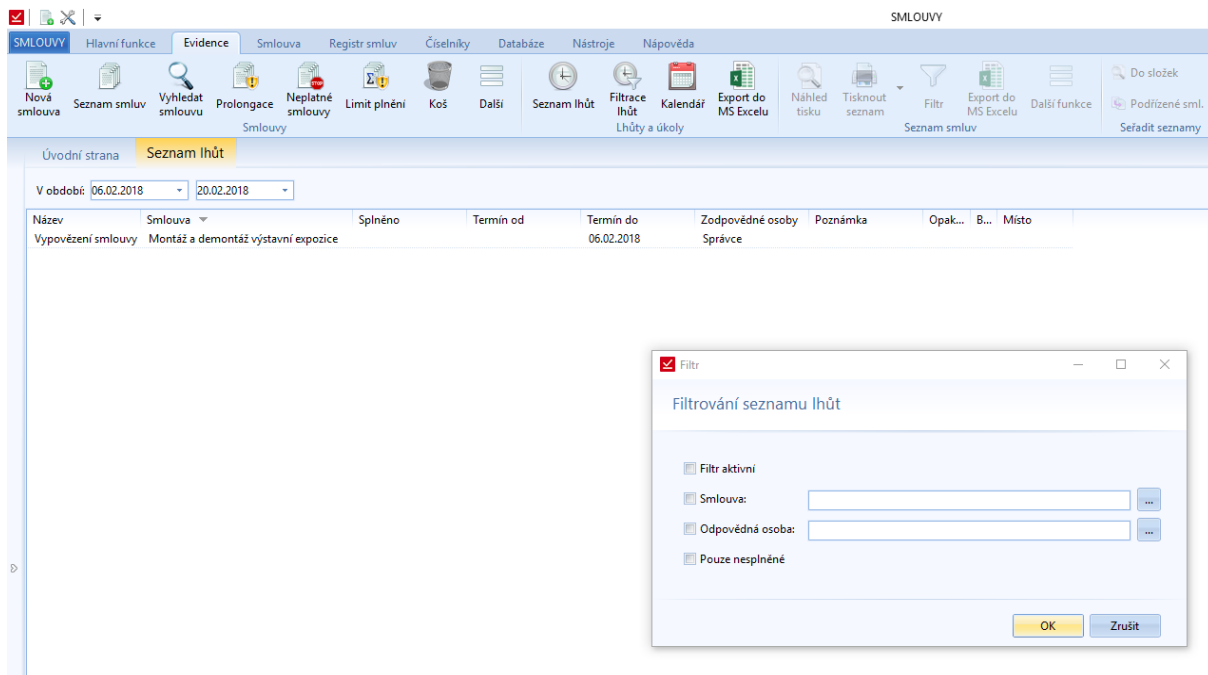 SMLOUVY
SMLOUVY Hlavní funkce Evidence Smlouva Registr smluv Číselníky Databáze Nástroje Nápověda
Nová smlouva
Seznam smluv
Vyhledat smlouvu
Prolongace
Neplatné smlouvy
Limit plnění
Koš
Další
Seznam lhůt
Filtrace lhůt
Kalendář
Export do MS Excelu
Náhled tisku
Tisknout seznam
Filtr
Export do MS Excelu
Další funkce
Do složek
Podřízené sml.
Smlouvy Lhůty a úkoly Seznam smluv Seřadit seznamy
Úvodní strana Seznam lhůt
V období: 06.02.2018 20.02.2018
Název Smlouva Splněno Termín od Termín do Zodpovědné osoby Poznámka Opak... B... Místo
Vypovězení smlouvy Montáž a demontáž výstavní expozice 06.02.2018 Správce
Filtr
Filtrování seznamu lhůt
Filtr aktivní
Smlouva: ...
Odpovědná osoba: ...
Pouze nesplněné
OK Zrušit